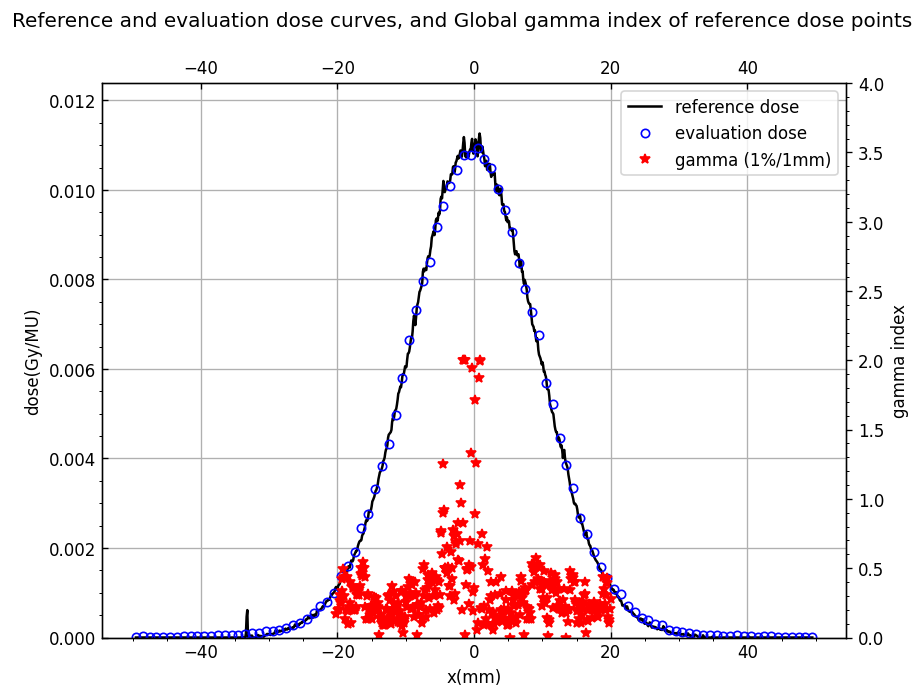 Reference and evaluation dose curves, and Global gamma index of reference dose points
−40 −20 0 20 40
reference dose
evaluation dose
gamma (1%/1mm)
0.012
0.010
0.008
0.006
0.004
0.002
0.000
dose(Gy/MU)
4.0
3.5
3.0
2.5
2.0
1.5
1.0
0.5
0.0
gamma index
−40 −20 0 20 40
x(mm)